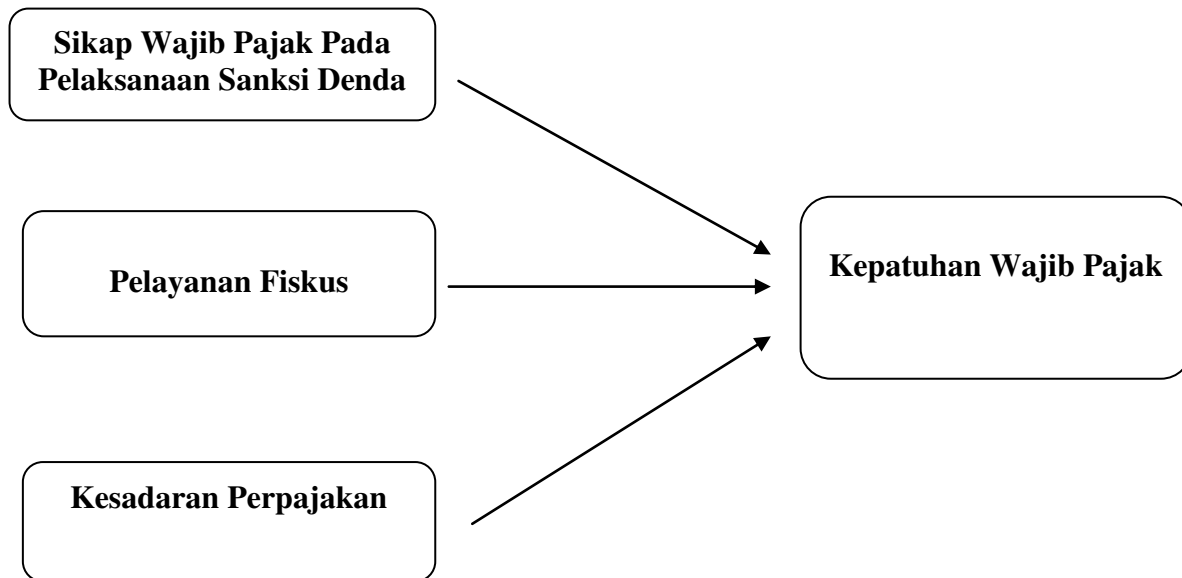 Sikap Wajib Pajak Pada
Pelaksanaan Sanksi Denda
Pelayanan Fiskus
Kepatuhan Wajib Pajak
Kesadaran Perpajakan